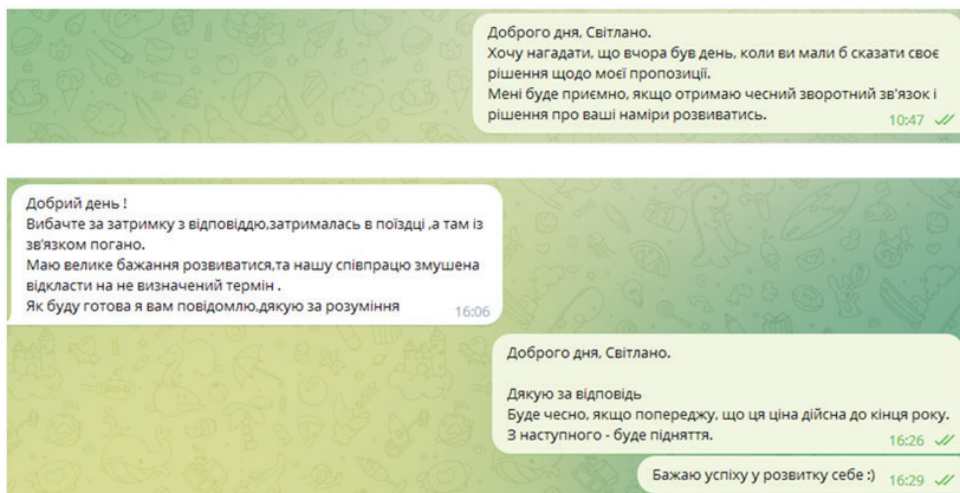 Доброго дня, Світлано.
Хочу нагадати, що вчора був день, коли ви мали б сказати своє
рішення щодо моєї пропозиції.
Мені буде приємно, якщо отримаю чесний зворотний зв'язок і
рішення про ваші наміри розвиватись.
10:47
Добрий день !
Вибачте за затримку з відповіддю,затрималась в поїздці ,а там із
зв'язком погано.
Маю велике бажання розвиватися,та нашу співпрацю змушена
відкласти на не визначений термін .
Як буду готова я вам повідомлю,дякую за розуміння
16:06
Доброго дня, Світлано.
Дякую за відповідь
Буде чесно, якщо попереджу, що ця ціна дійсна до кінця року.
З наступного - буде підняття.
16:26
Бажаю успіху у розвитку себе :)
16:29